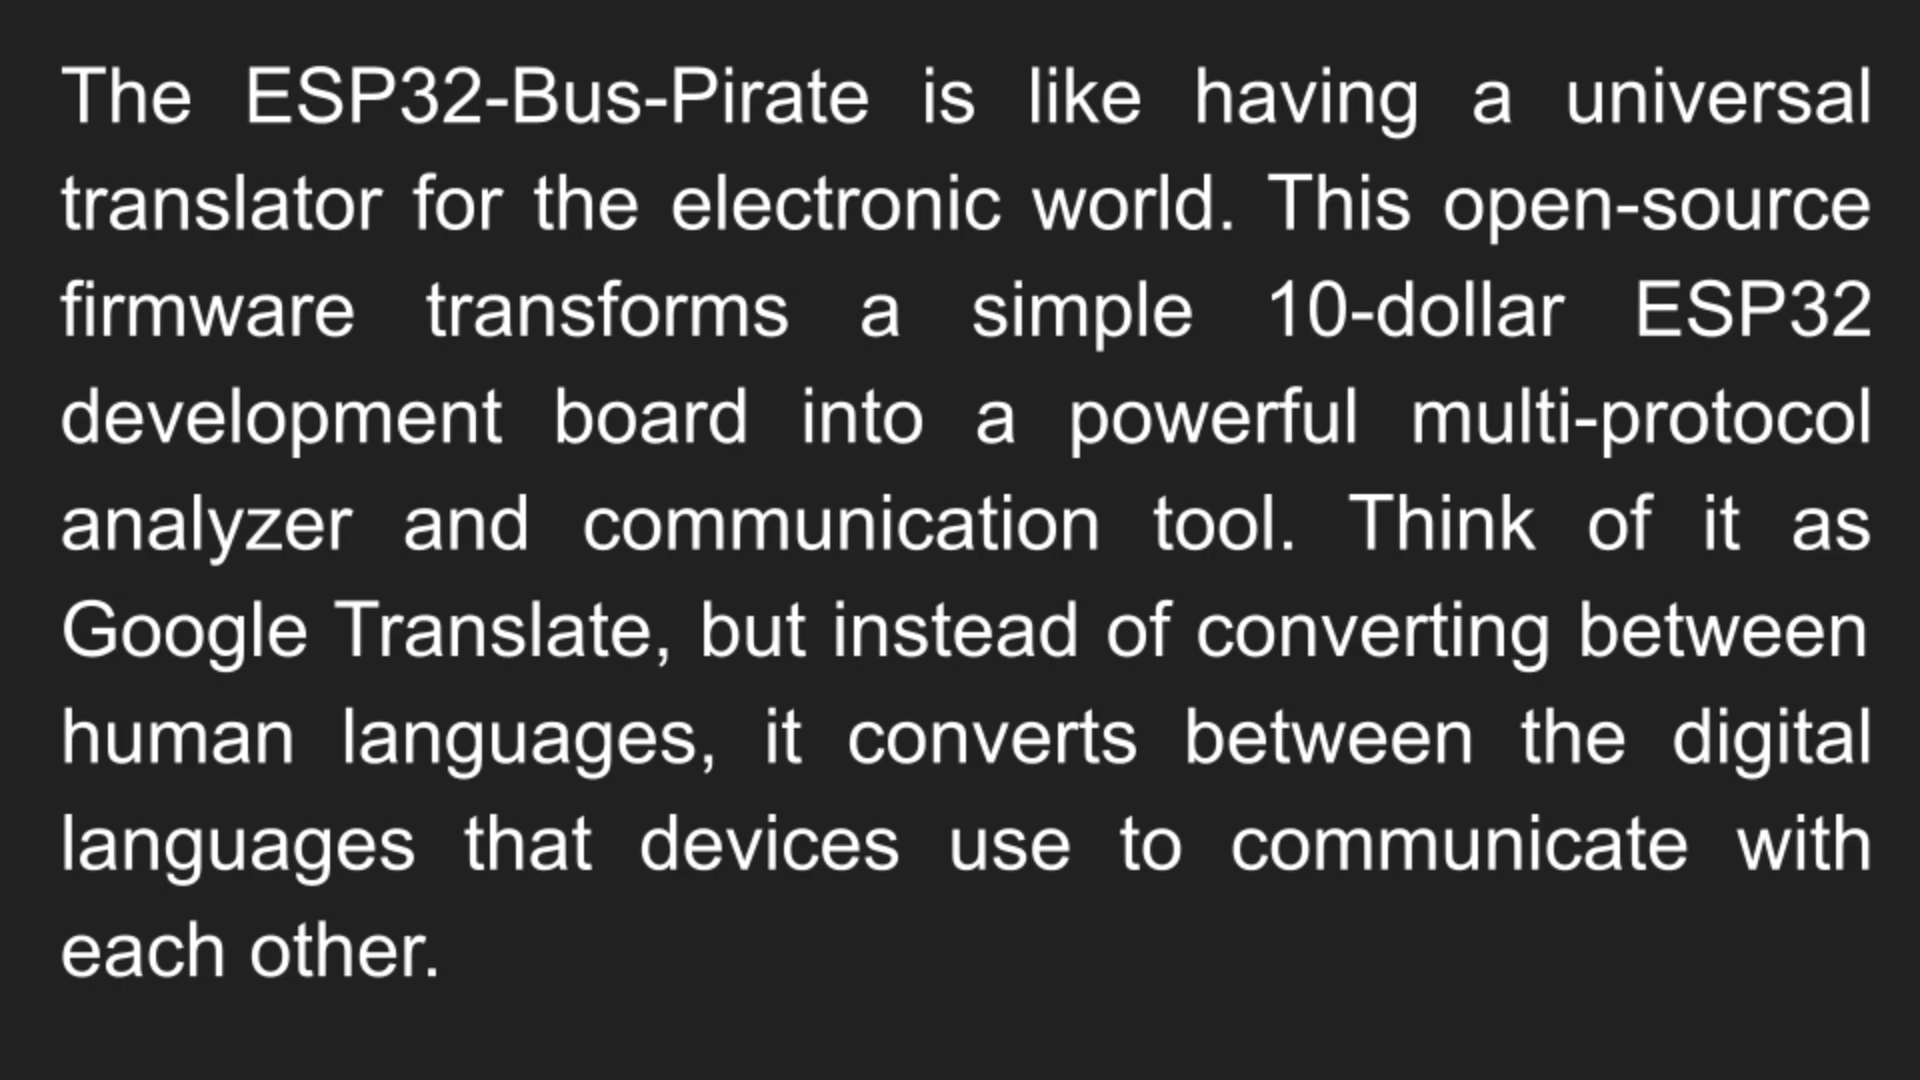 The ESP32-Bus-Pirate is like having a universal
translator for the electronic world. This open-source
firmware transforms a simple 10-dollar ESP32
development board into a powerful multi-protocol
analyzer and communication tool. Think of it as
Google Translate, but instead of converting between
human languages, it converts between the digital
languages that devices use to communicate with
each other.